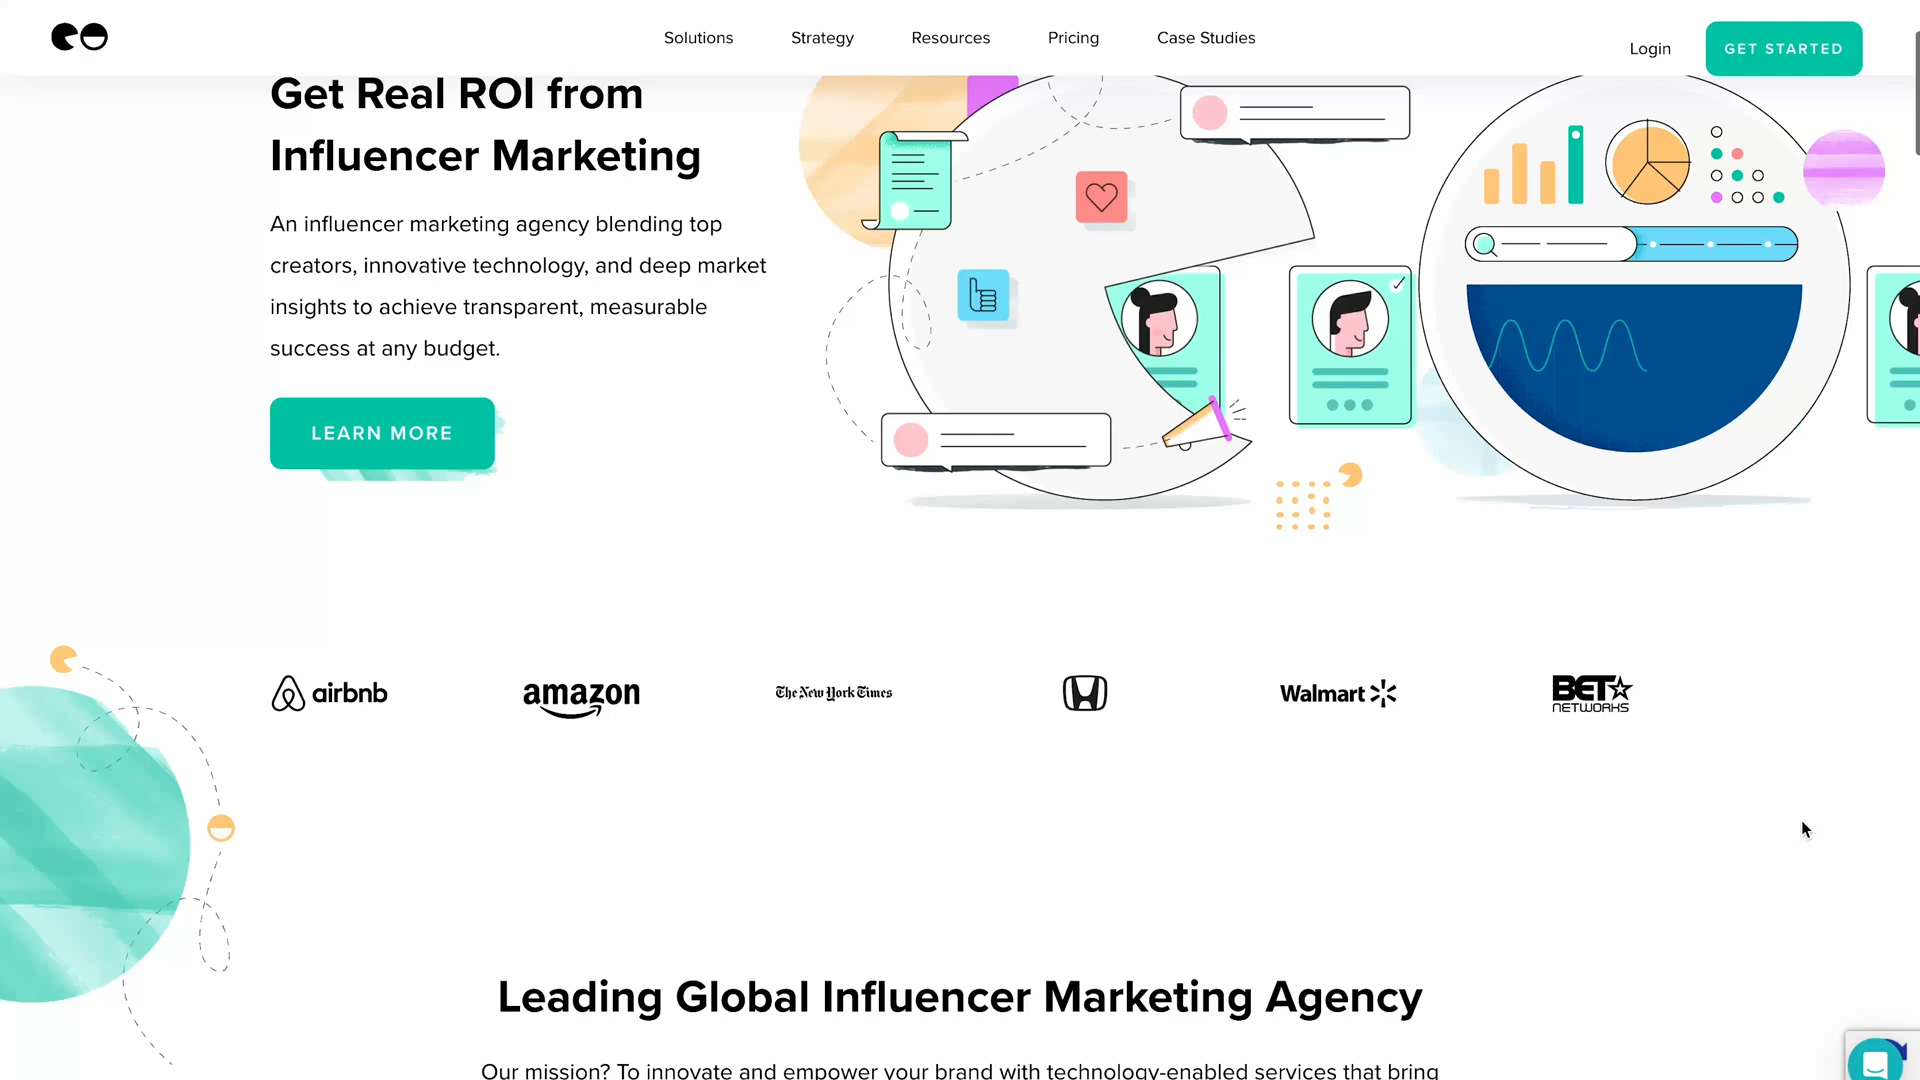 Solutions
Strategy
Resources
Pricing
Case Studies
Login
GET STARTED
Get Real ROI from
Influencer Marketing
An influencer marketing agency blending top
creators, innovative technology, and deep market
insights to achieve transparent, measurable
success at any budget.
LEARN MORE
airbnb
amazon
The New York Times
Walmart
BET
NETWORKS
Leading Global Influencer Marketing Agency
Our mission? To innovate and empower your brand with technology-enabled services that bring